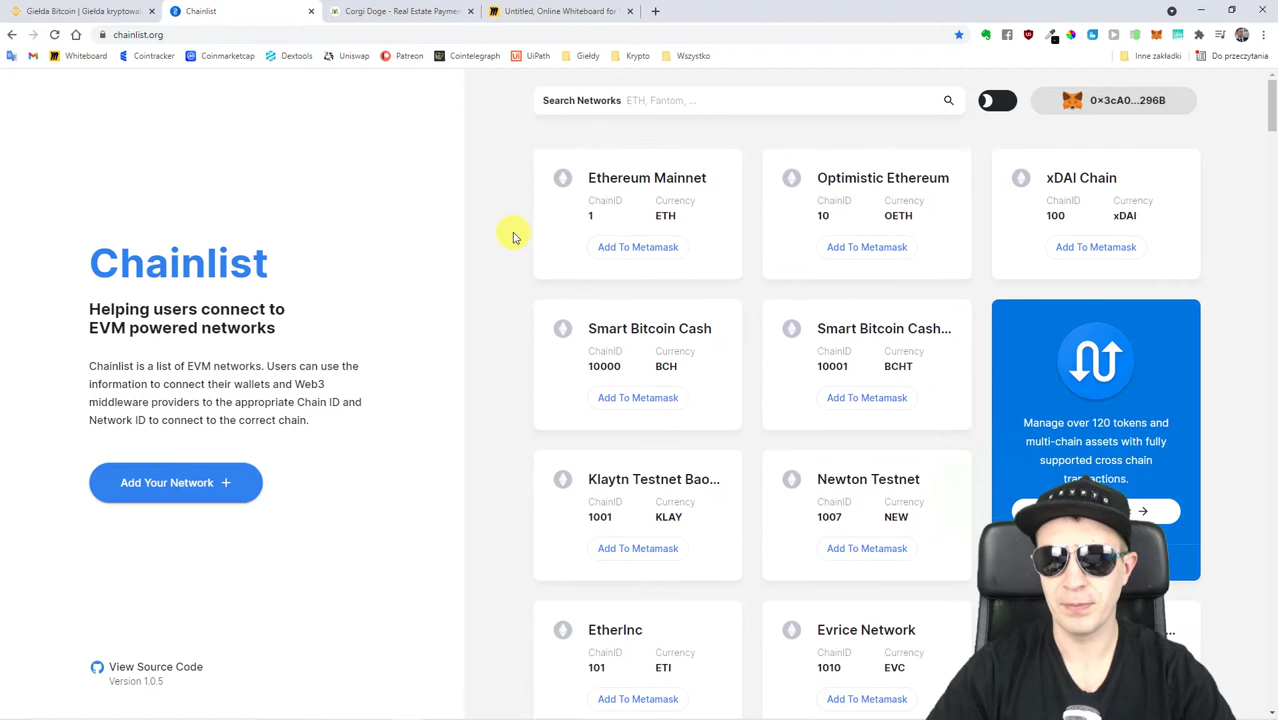 Giełda Bitcoin | Giełda kryptowal
Chainlist
Corgi Doge - Real Estate Paymen
Untitled, Online Whiteboard for
chainlist.org
Whiteboard
Cointracker
Coinmarketcap
Dextools
Uniswap
Patreon
Cointelegraph
UiPath
Giełdy
Krypto
Wszystko
Inne zakładki
Do przeczytania
Search Networks ETH, Fantom, ...
0×3cA0...296B
Chainlist
Helping users connect to
EVM powered networks
Chainlist is a list of EVM networks. Users can use the
information to connect their wallets and Web3
middleware providers to the appropriate Chain ID and
Network ID to connect to the correct chain.
Add Your Network +
View Source Code
Version 1.0.5
Ethereum Mainnet
ChainID Currency
1 ETH
Add To Metamask
Optimistic Ethereum
ChainID Currency
10 OETH
Add To Metamask
xDAI Chain
ChainID Currency
100 xDAI
Add To Metamask
Smart Bitcoin Cash
ChainID Currency
10000 BCH
Add To Metamask
Smart Bitcoin Cash...
ChainID Currency
10001 BCHT
Add To Metamask
Manage over 120 tokens and
multi-chain assets with fully
supported cross chain
transactions.
Klaytn Testnet Bao...
ChainID Currency
1001 KLAY
Add To Metamask
Newton Testnet
ChainID Currency
1007 NEW
Add To Metamask
EtherInc
ChainID Currency
101 ETI
Add To Metamask
Evrice Network
ChainID Currency
1010 EVC
Add To Metamask
KRYPTO